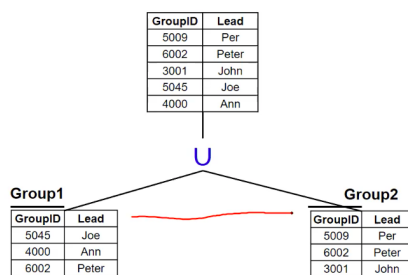 GroupID Lead
5009 Per
6002 Peter
3001 John
5045 Joe
4000 Ann
U
Group1
GroupID Lead
5045 Joe
4000 Ann
6002 Peter
Group2
GroupID Lead
5009 Per
6002 Peter
3001 John